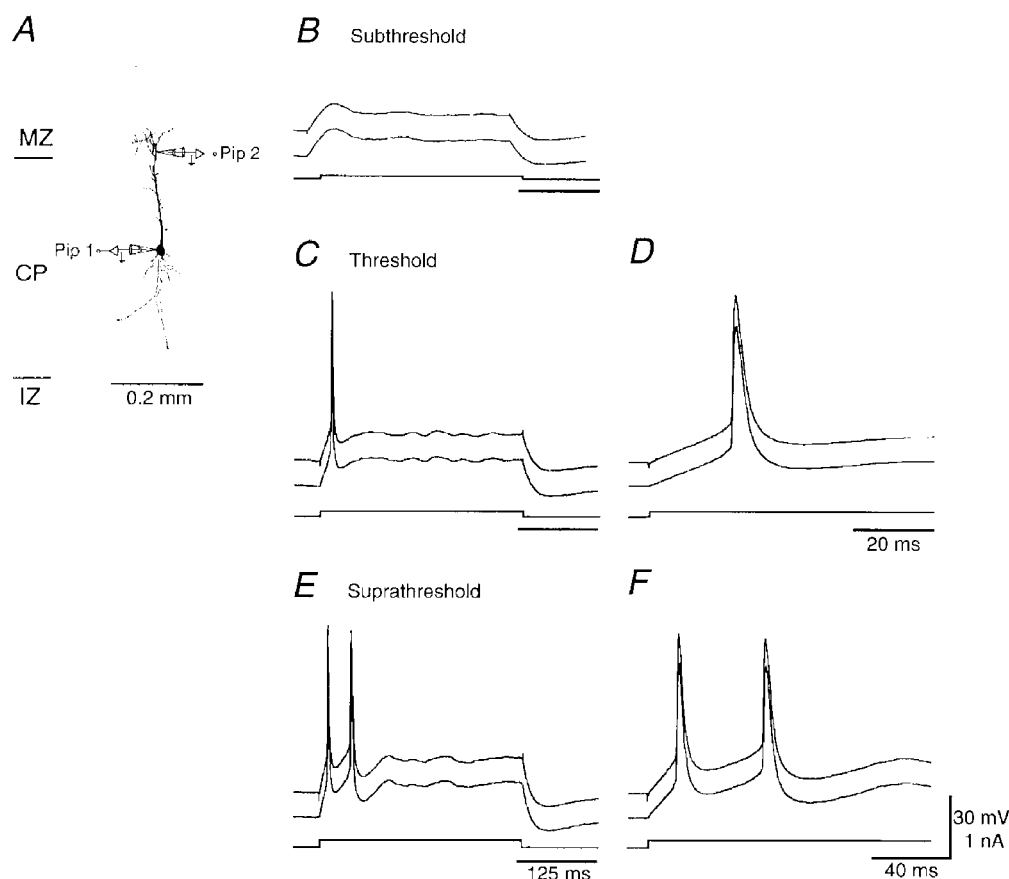 A
MZ
Pip 2
Pip 1
CP
IZ
0.2 mm
B Subthreshold
C Threshold
D
20 ms
E Suprathreshold
F
125 ms
40 ms
30 mV
1 nA